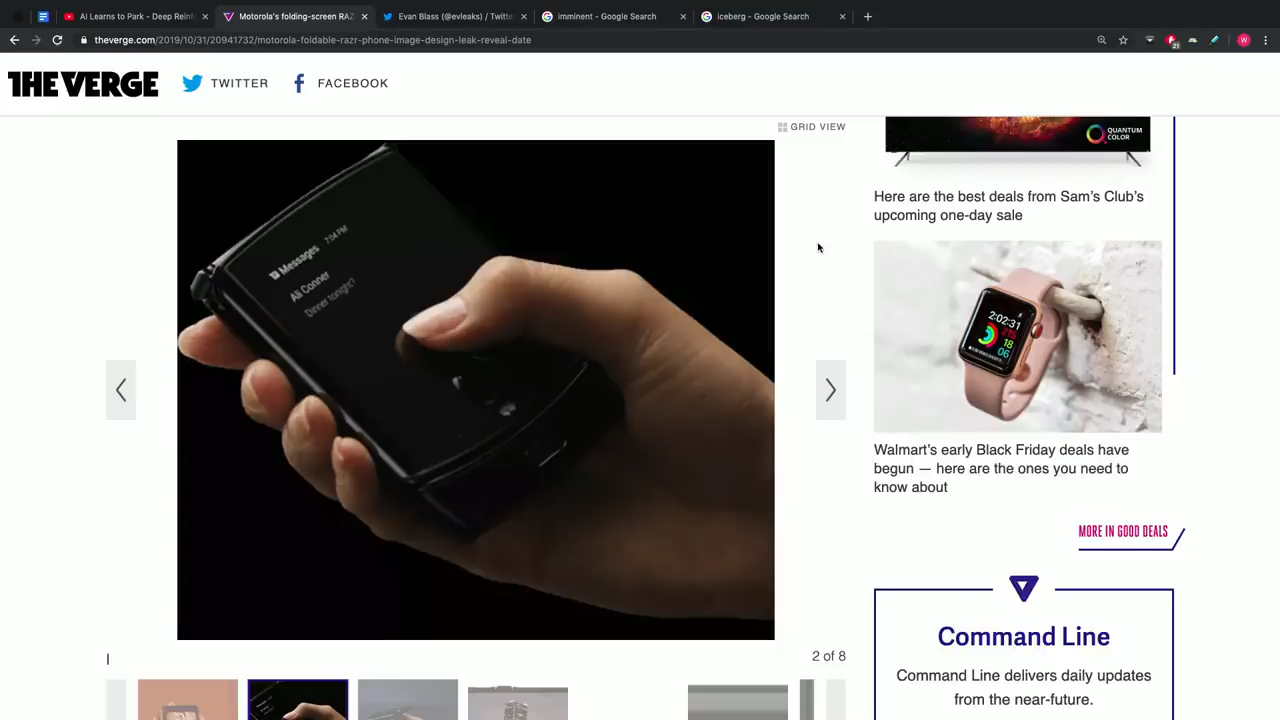 AI Learns to Park - Deep Reinf
Motorola's folding-screen RAZ
Evan Blass (@evleaks) / Twitte
imminent - Google Search
iceberg - Google Search
theverge.com/2019/10/31/20941732/motorola-foldable-razr-phone-image-design-leak-reveal-date
21
W
THE VERGE
TWITTER
FACEBOOK
GRID VIEW
QUANTUM
COLOR
Here are the best deals from Sam's Club's
upcoming one-day sale
Messages 7:04 PM
Ali Conner
Dinner tonight?
2:02:31
18
06
Walmart's early Black Friday deals have
begun — here are the ones you need to
know about
MORE IN GOOD DEALS
2 of 8
Command Line
Command Line delivers daily updates
from the near-future.